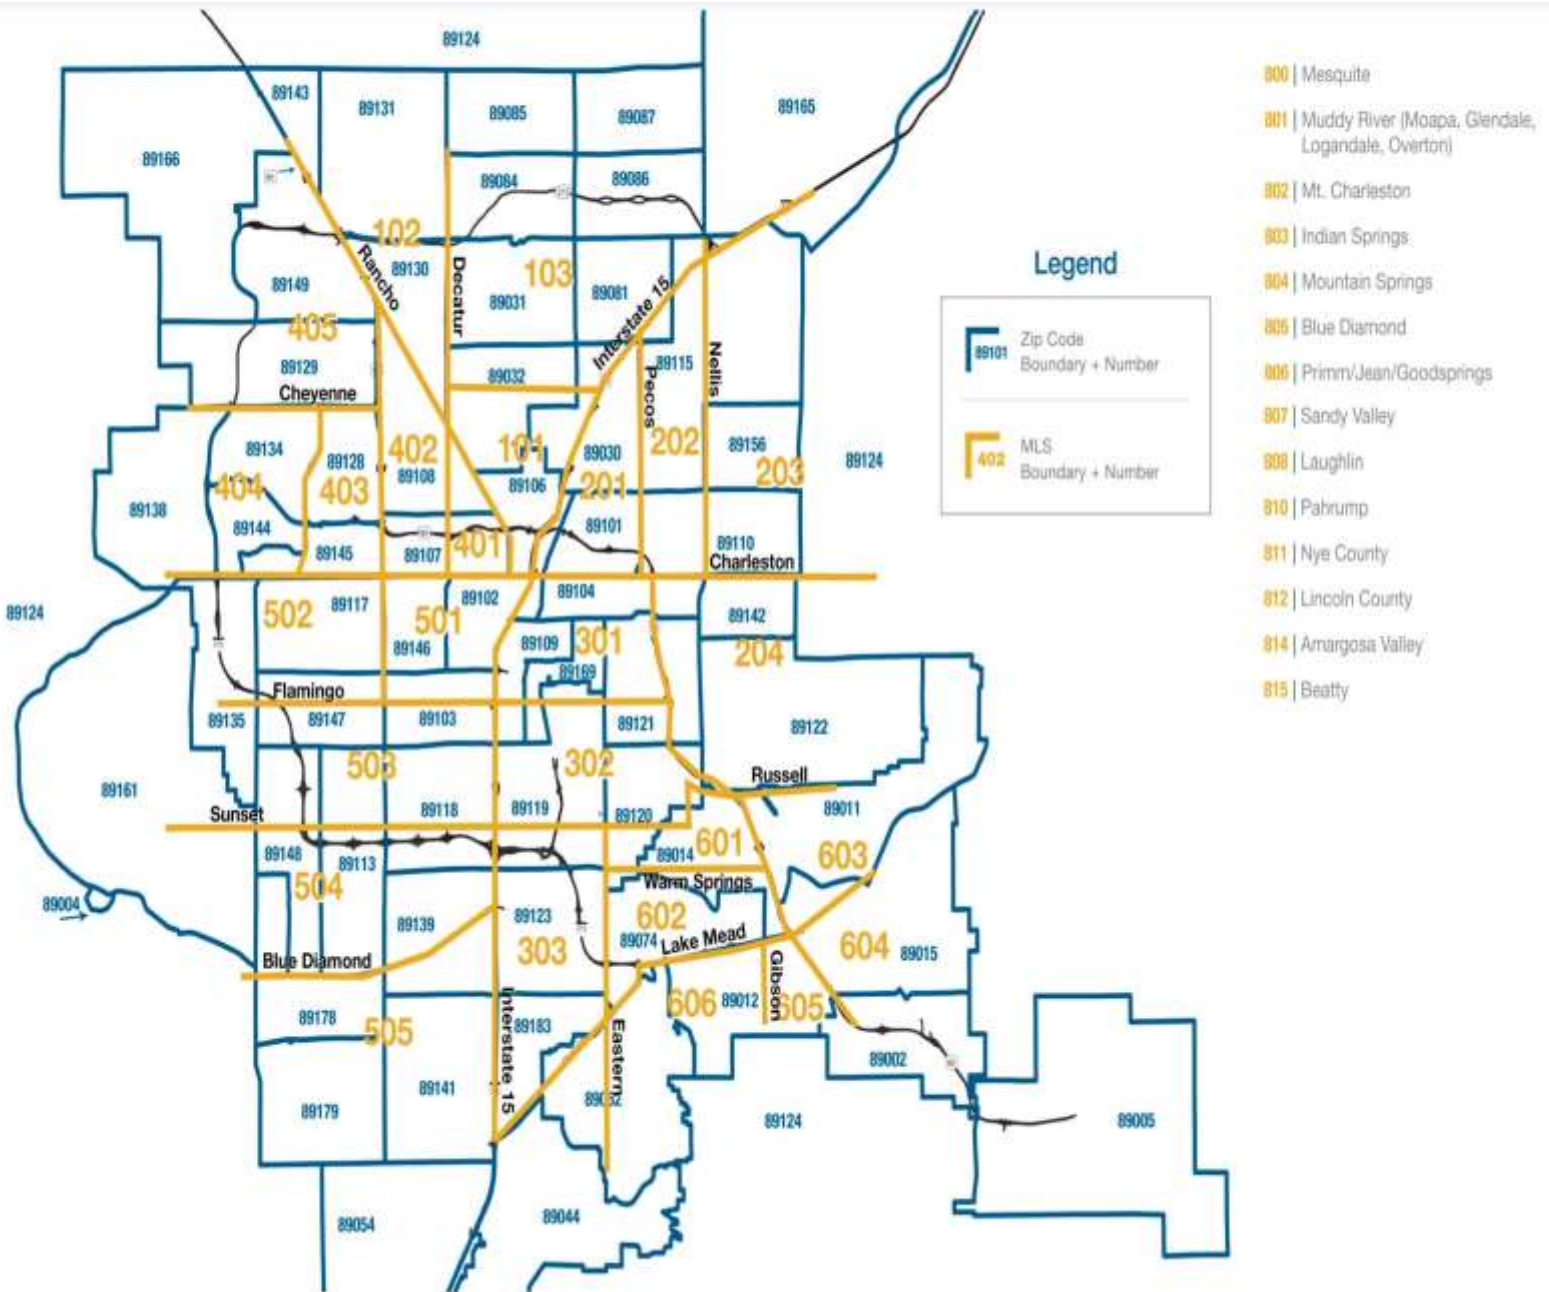 89124
89143
89131
89085
89087
89165
89166
89084
89086
102
Rancho
89130
Decatur
103
89149
89031
89081
Interstate 15
405
89129
89032
Pecos
89115
Nellis
Cheyenne
89134
89128
402
89108
101
89030
202
89156
203
89124
404
403
89106
201
89138
89144
89145
89107
401
89101
89110
Charleston
502
89117
501
89102
89104
89142
89124
89146
89109
301
204
89169
Flamingo
89135
89147
89103
89121
89122
503
302
Russell
89161
Sunset
89118
89119
89120
89011
601
603
89148
89113
89014
504
Warm Springs
89004
89139
89123
602
89074
Lake Mead
303
604
89015
Blue Diamond
Gibson
606
89012
605
89178
505
Interstate 15
89183
Eastern
89002
89179
89141
89124
89005
89054
89044
Legend
89101
Zip Code
Boundary + Number
402
MLS
Boundary + Number
800 | Mesquite
801 | Muddy River (Moapa, Glendale,
Logandale, Overton)
802 | Mt. Charleston
803 | Indian Springs
804 | Mountain Springs
805 | Blue Diamond
806 | Primm/Jean/Goodsprings
807 | Sandy Valley
808 | Laughlin
810 | Pahrump
811 | Nye County
812 | Lincoln County
814 | Amargosa Valley
815 | Beatty